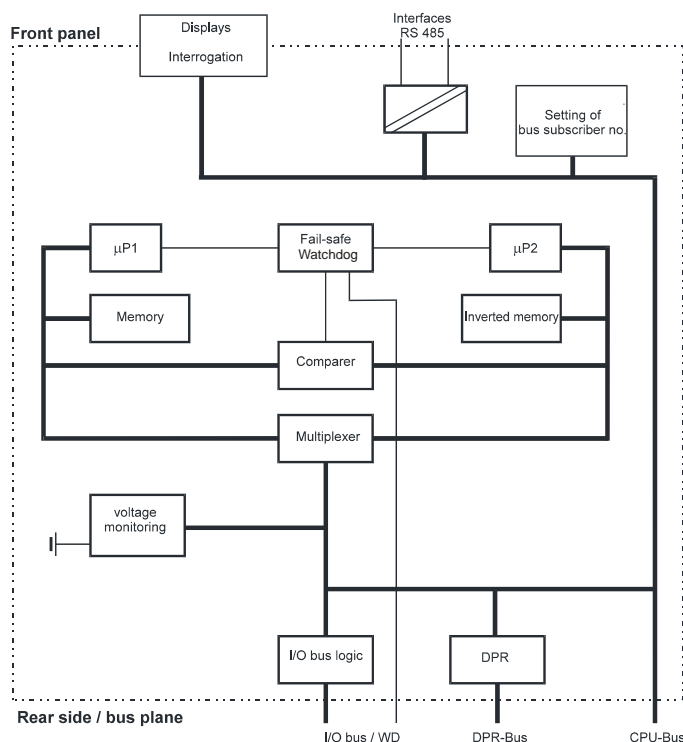 Front panel
Displays
Interrogation
Interfaces
RS 485
Setting of
bus subscriber no.
µP1
Fail-safe
Watchdog
µP2
Memory
Inverted memory
Comparer
Multiplexer
voltage
monitoring
I/O bus logic
DPR
Rear side / bus plane
I/O bus / WD
DPR-Bus
CPU-Bus